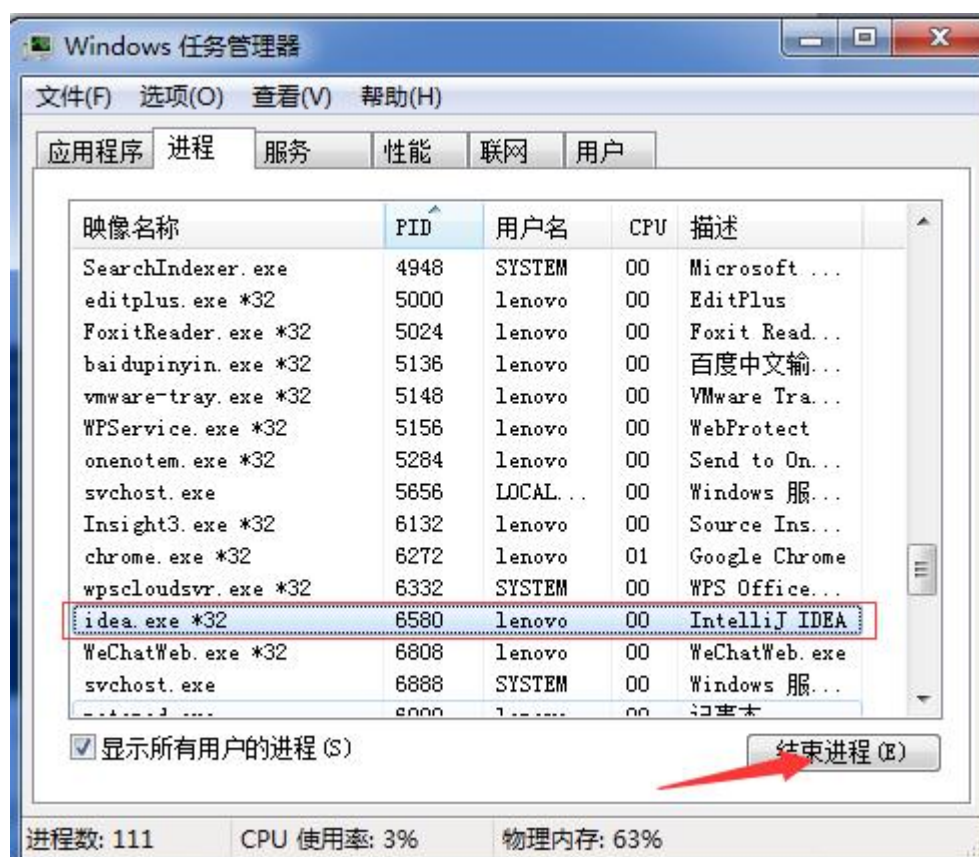 Windows 任务管理器
文件(F) 选项(O) 查看(V) 帮助(H)
应用程序 进程 服务 性能 联网 用户
映像名称 PID 用户名 CPU 描述
SearchIndexer.exe 4948 SYSTEM 00 Microsoft ...
editplus.exe *32 5000 lenovo 00 EditPlus
FoxitReader.exe *32 5024 lenovo 00 Foxit Read...
baidupinyin.exe *32 5136 lenovo 00 百度中文输...
vmware-tray.exe *32 5148 lenovo 00 VMware Tra...
WPService.exe *32 5156 lenovo 00 WebProtect
onenotem.exe *32 5284 lenovo 00 Send to On...
svchost.exe 5656 LOCAL... 00 Windows 服...
Insight3.exe *32 6132 lenovo 00 Source Ins...
chrome.exe *32 6272 lenovo 01 Google Chrome
wpscloudsvr.exe *32 6332 SYSTEM 00 WPS Office...
idea.exe *32 6580 lenovo 00 IntelliJ IDEA
WeChatWeb.exe *32 6808 lenovo 00 WeChatWeb.exe
svchost.exe 6888 SYSTEM 00 Windows 服...
记事本
显示所有用户的进程(S) 结束进程(E)
进程数: 111 CPU 使用率: 3% 物理内存: 63%